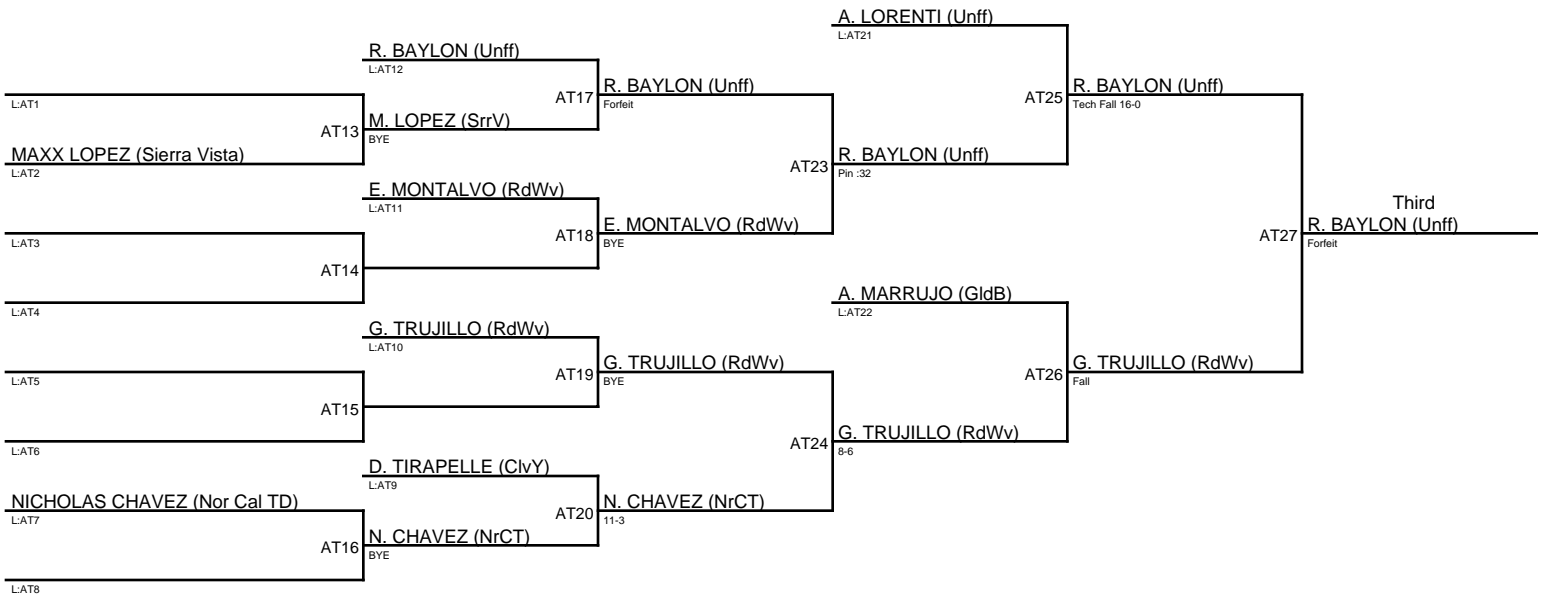 A. LORENTI (Unff)
L:AT21
R. BAYLON (Unff)
L:AT12
R. BAYLON (Unff)
AT17
Forfeit
R. BAYLON (Unff)
AT25
Tech Fall 16-0
L:AT1
M. LOPEZ (SrrV)
AT13
BYE
MAXX LOPEZ (Sierra Vista)
L:AT2
R. BAYLON (Unff)
AT23
Pin :32
E. MONTALVO (RdWv)
L:AT11
Third
R. BAYLON (Unff)
AT27
Forfeit
L:AT3
E. MONTALVO (RdWv)
AT18
BYE
AT14
L:AT4
A. MARRUJO (GldB)
L:AT22
G. TRUJILLO (RdWv)
L:AT10
L:AT5
G. TRUJILLO (RdWv)
AT19
BYE
G. TRUJILLO (RdWv)
AT26
Fall
AT15
L:AT6
G. TRUJILLO (RdWv)
AT24
8-6
D. TIRAPELLE (ClvY)
L:AT9
NICHOLAS CHAVEZ (Nor Cal TD)
L:AT7
N. CHAVEZ (NrCT)
AT20
11-3
N. CHAVEZ (NrCT)
AT16
BYE
L:AT8